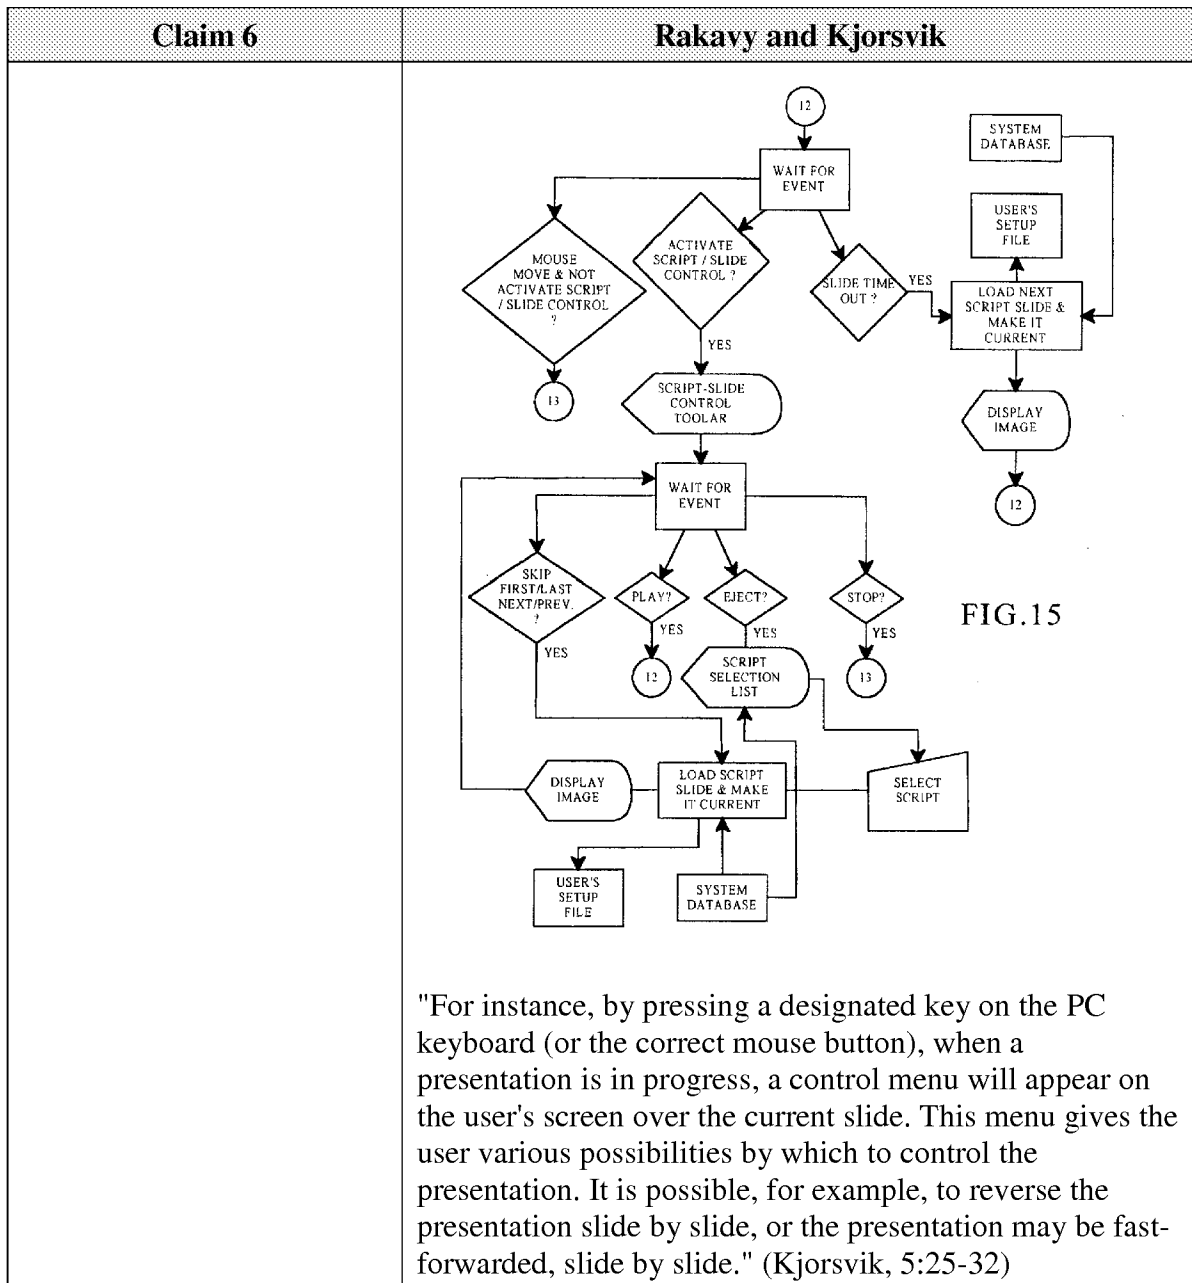 Claim 6
Rakavy and Kjorsvik
12
WAIT FOR
EVENT
SYSTEM
DATABASE
MOUSE
MOVE & NOT
ACTIVATE SCRIPT
/ SLIDE CONTROL
?
13
ACTIVATE
SCRIPT / SLIDE
CONTROL ?
YES
SLIDE TIME
OUT ?
YES
USER'S
SETUP
FILE
LOAD NEXT
SCRIPT SLIDE &
MAKE IT
CURRENT
DISPLAY
IMAGE
12
SCRIPT-SLIDE
CONTROL
TOOLAR
WAIT FOR
EVENT
SKIP
FIRST/LAST
NEXT/PREV.
?
YES
PLAY?
YES
12
EJECT?
YES
STOP?
YES
13
FIG.15
SCRIPT
SELECTION
LIST
DISPLAY
IMAGE
LOAD SCRIPT
SLIDE & MAKE
IT CURRENT
SELECT
SCRIPT
USER'S
SETUP
FILE
SYSTEM
DATABASE
"For instance, by pressing a designated key on the PC
keyboard (or the correct mouse button), when a
presentation is in progress, a control menu will appear on
the user's screen over the current slide. This menu gives the
user various possibilities by which to control the
presentation. It is possible, for example, to reverse the
presentation slide by slide, or the presentation may be fast-
forwarded, slide by slide." (Kjorsvik, 5:25-32)